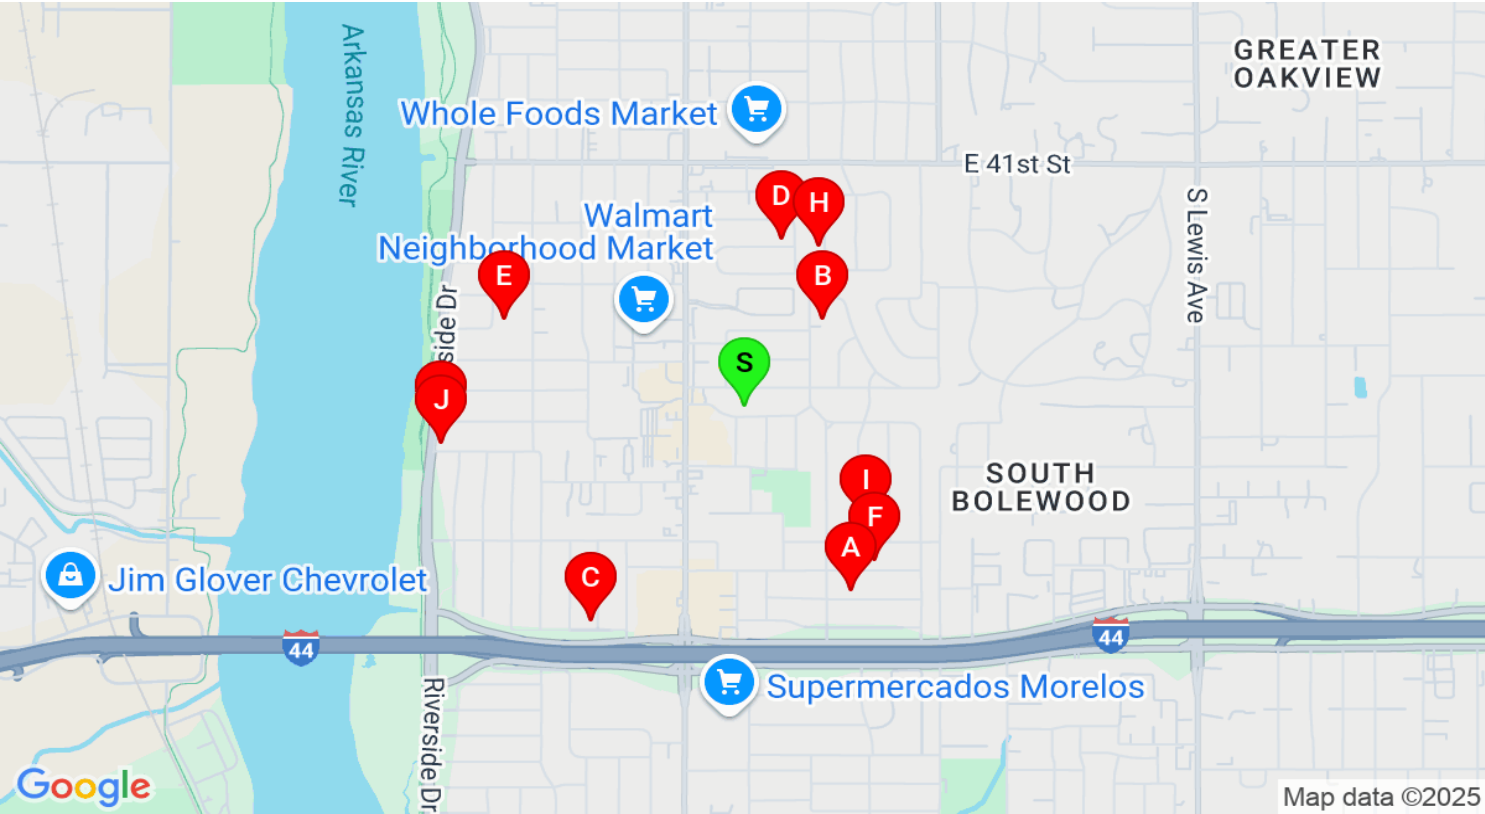 Arkansas River
GREATER
OAKVIEW
Whole Foods Market
E 41st St
D
H
Walmart
Neighborhood Market
S Lewis Ave
E
B
side Dr
S
J
I
SOUTH
BOLEWOOD
F
A
C
Jim Glover Chevrolet
44
44
Riverside Dr
Supermercados Morelos
Google
Map data ©2025